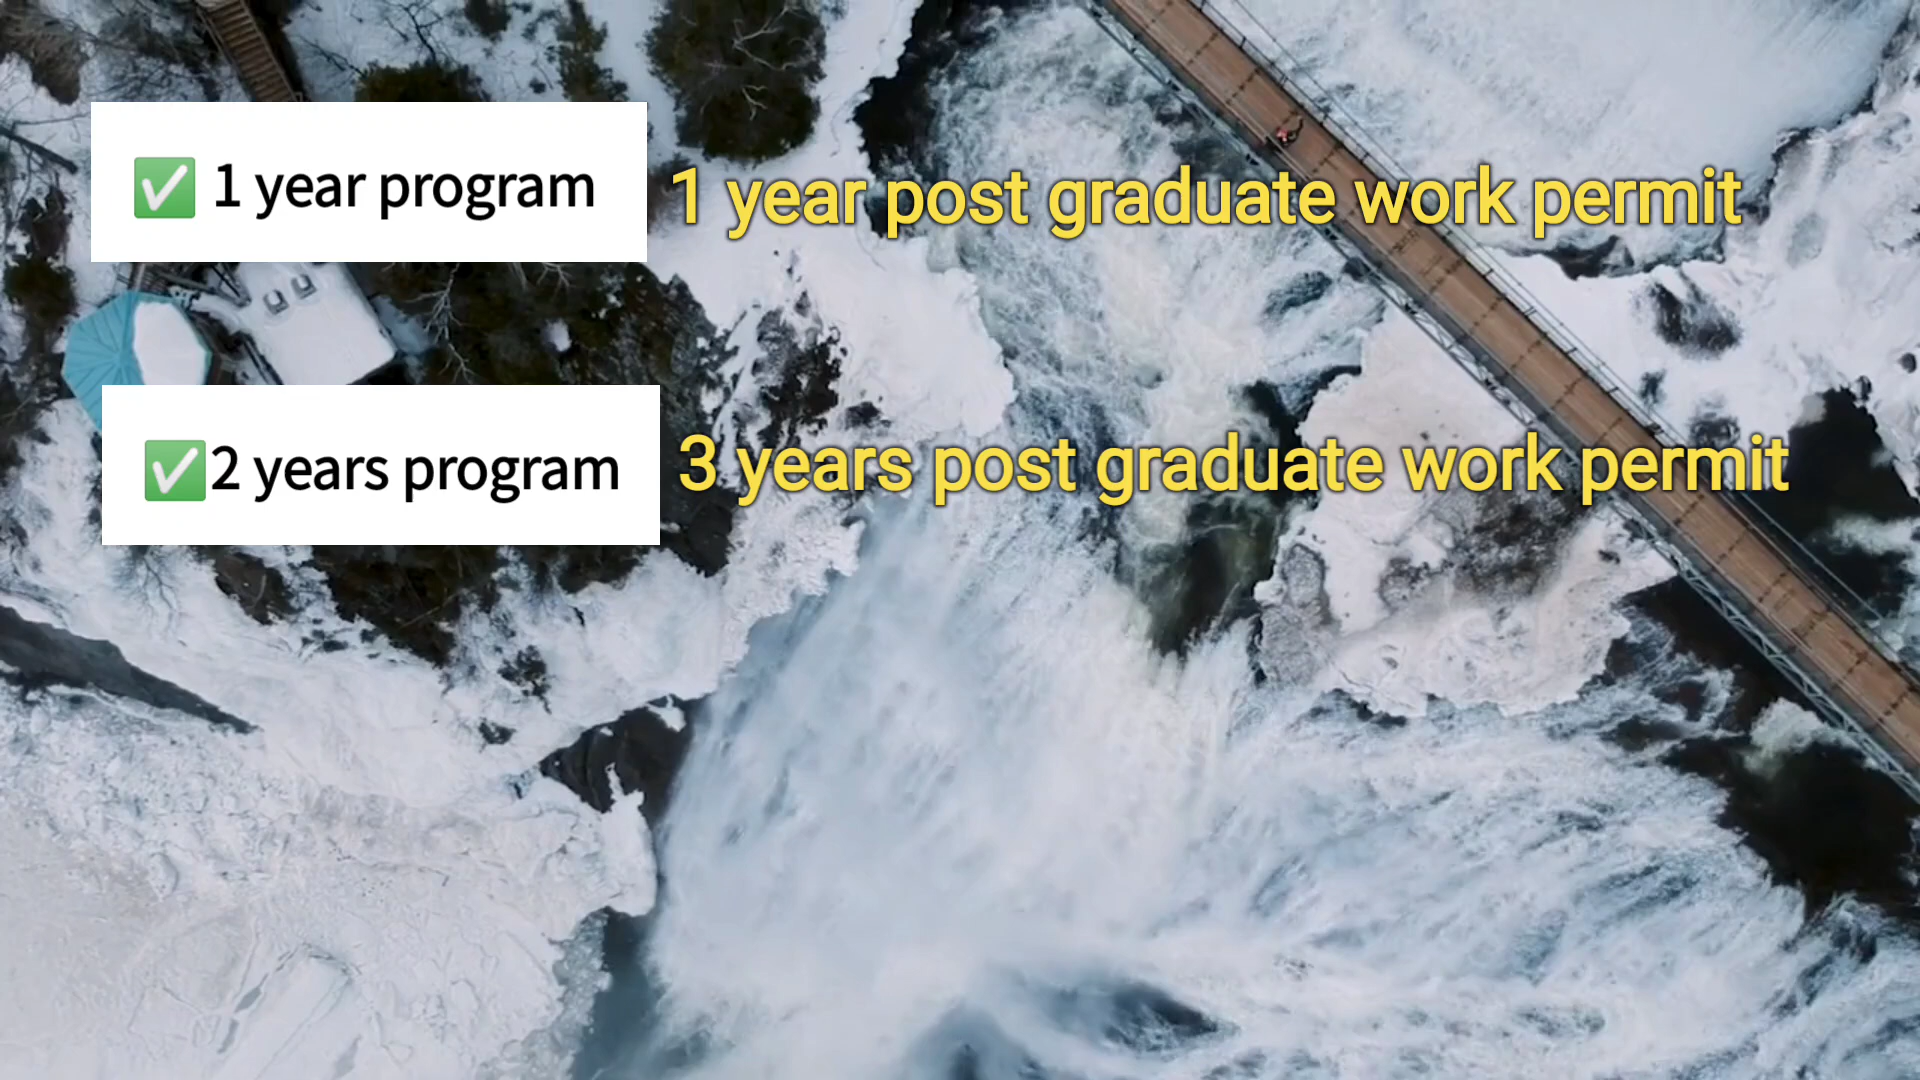 ✅ 1 year program 1 year post graduate work permit
✅2 years program 3 years post graduate work permit